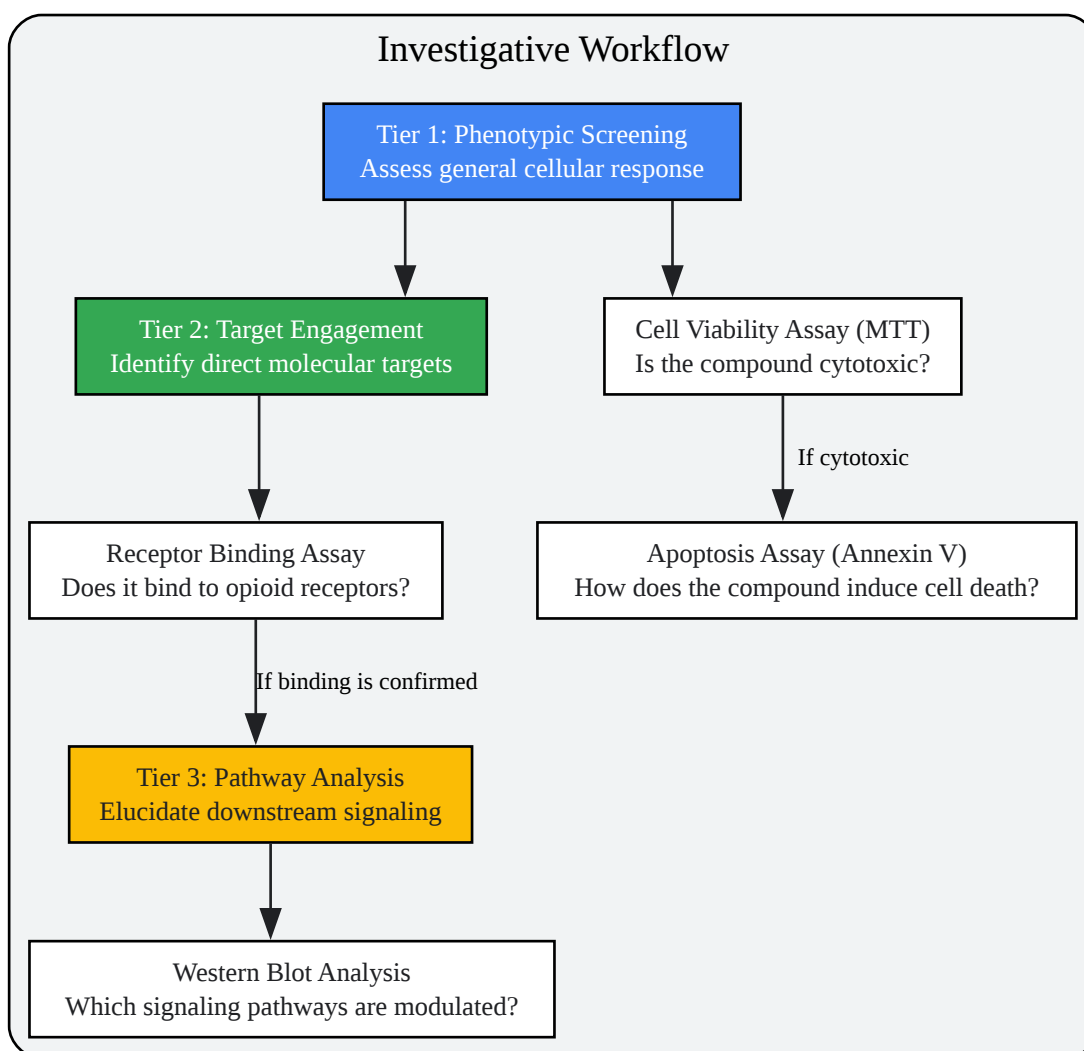 Investigative Workflow
Tier 1: Phenotypic Screening
Assess general cellular response
Tier 2: Target Engagement
Identify direct molecular targets
Cell Viability Assay (MTT)
Is the compound cytotoxic?
If cytotoxic
Receptor Binding Assay
Does it bind to opioid receptors?
Apoptosis Assay (Annexin V)
How does the compound induce cell death?
If binding is confirmed
Tier 3: Pathway Analysis
Elucidate downstream signaling
Western Blot Analysis
Which signaling pathways are modulated?